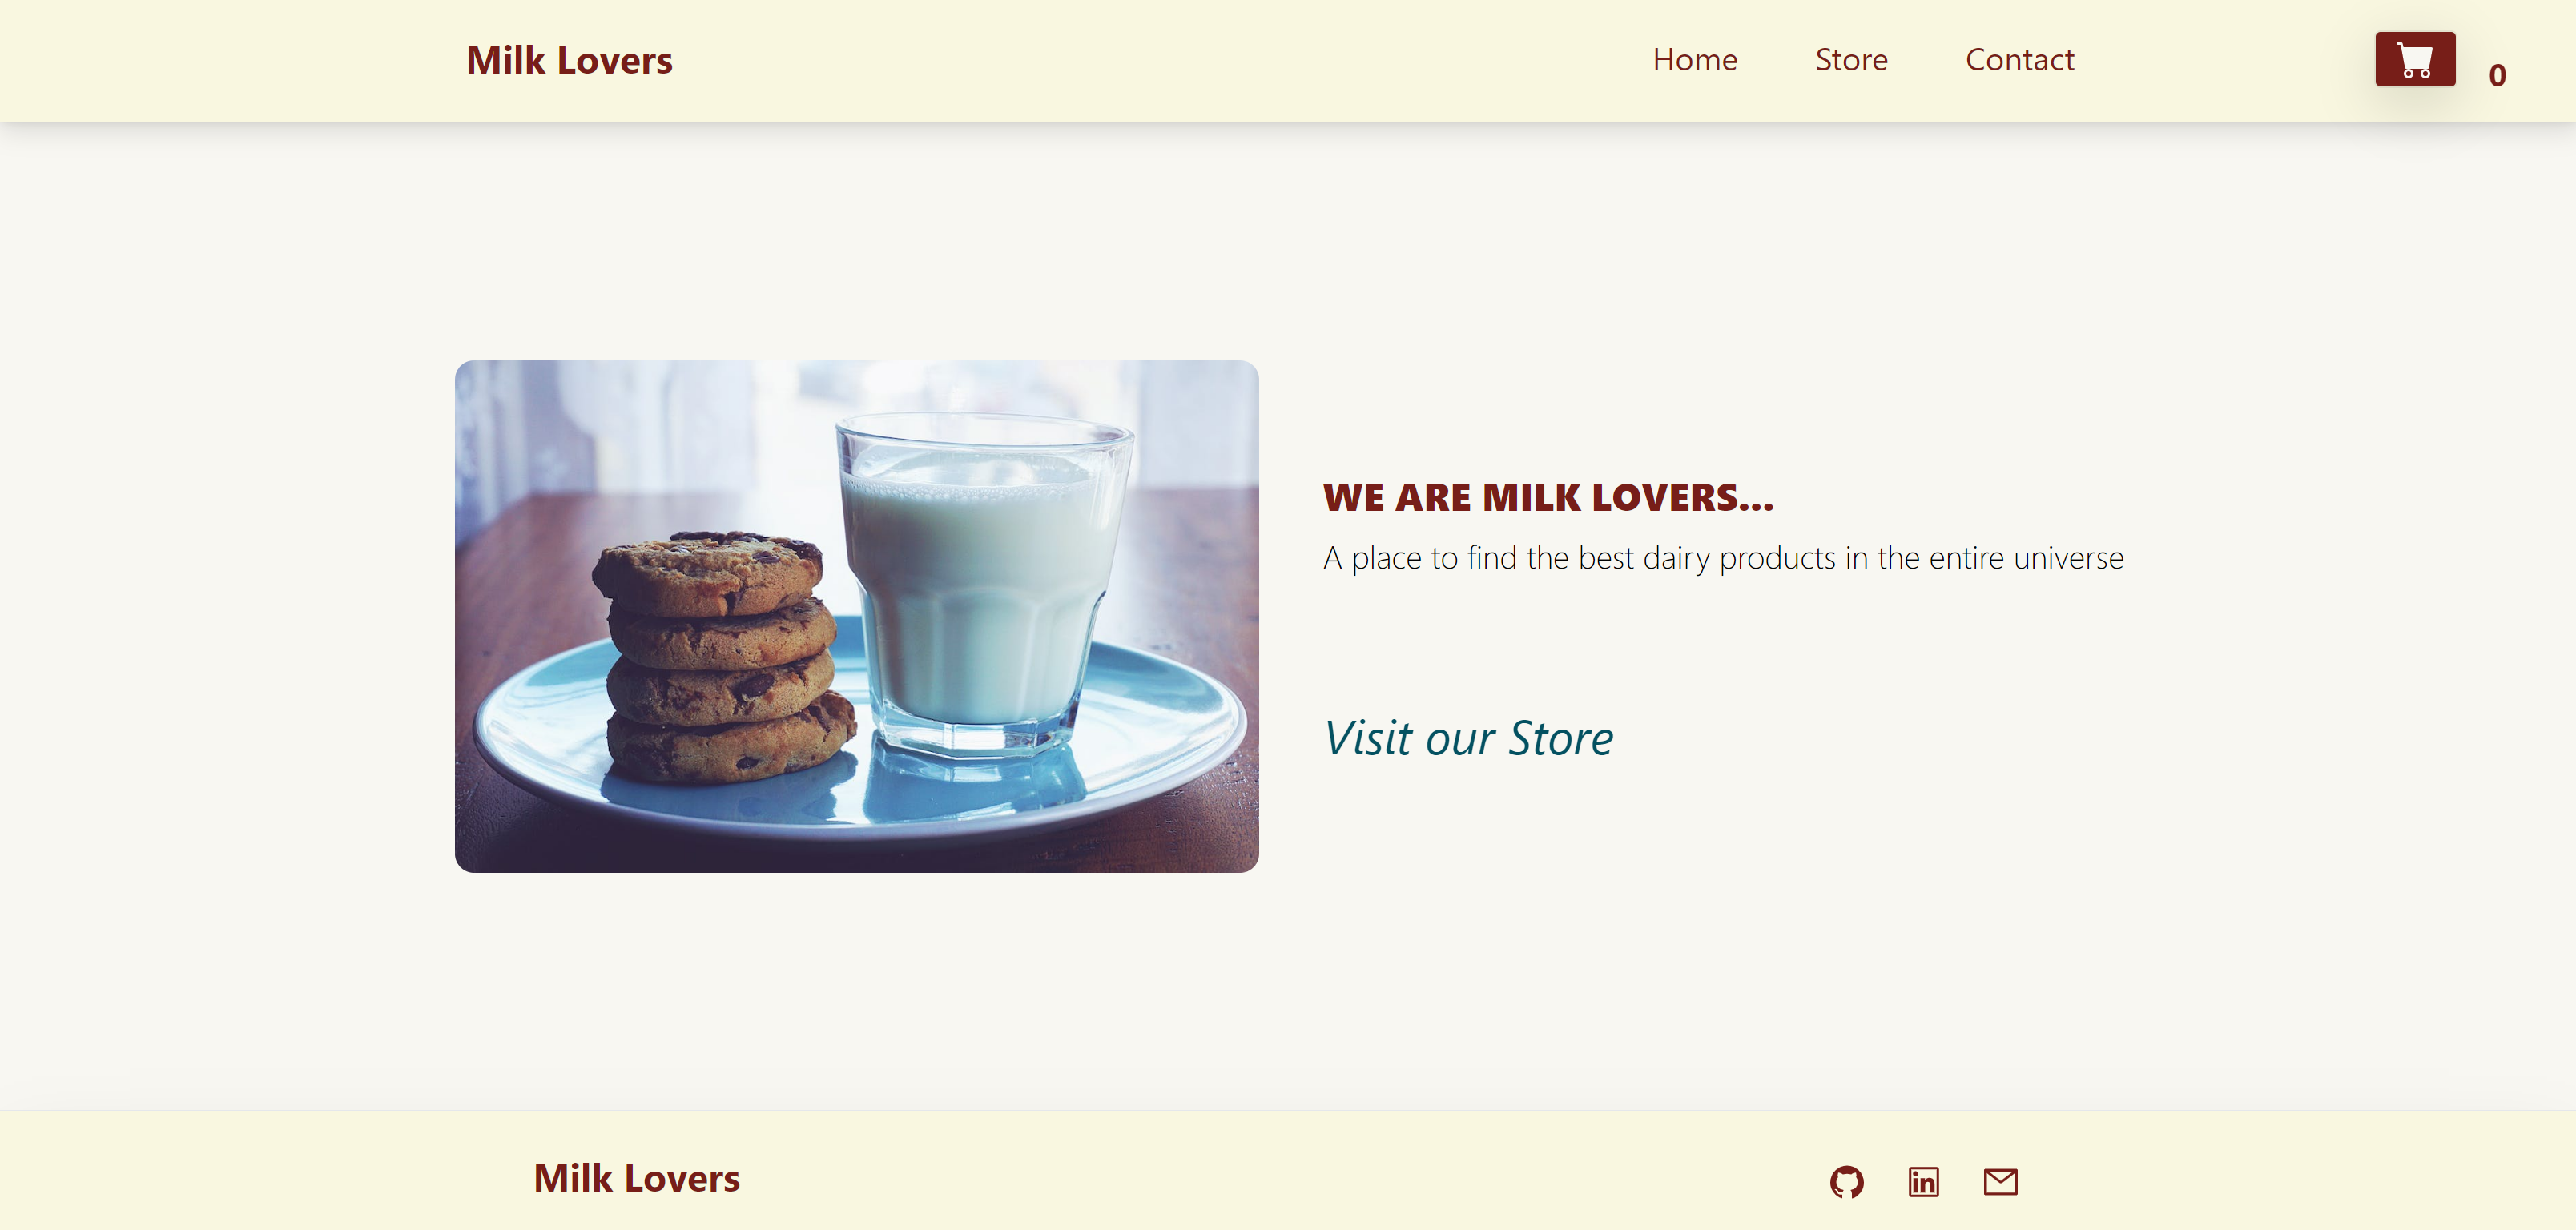 Milk Lovers
Home Store Contact
0
WE ARE MILK LOVERS...
A place to find the best dairy products in the entire universe
Visit our Store
Milk Lovers
in